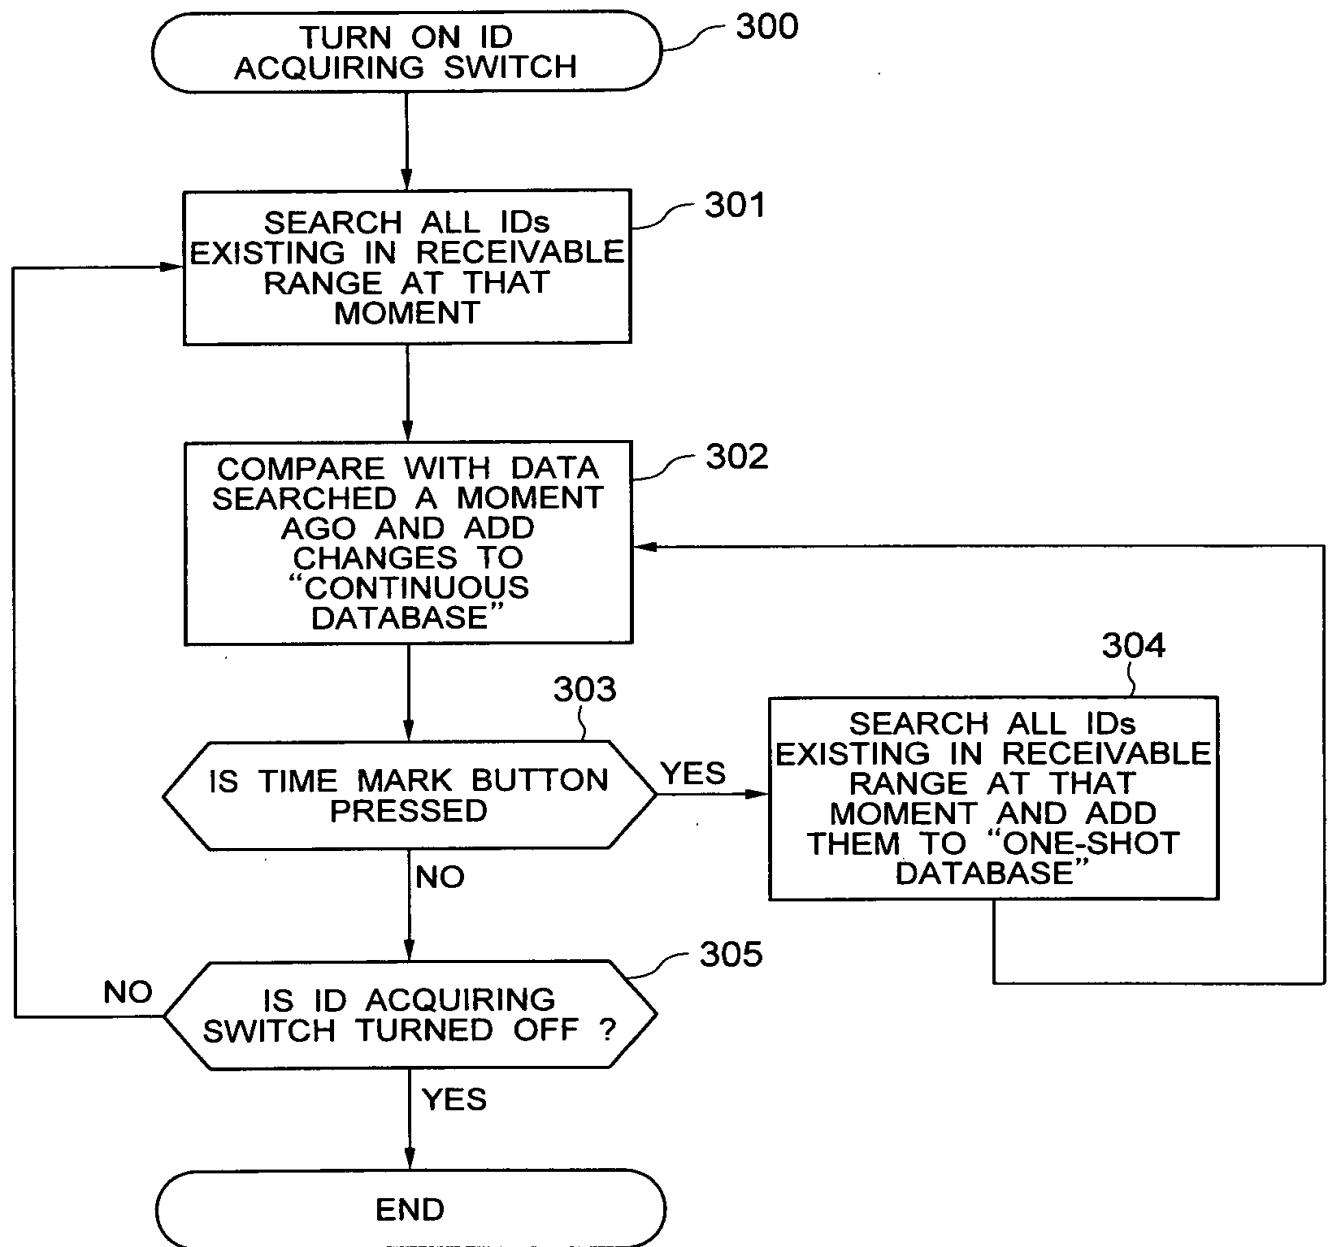 TURN ON ID
ACQUIRING SWITCH
300
SEARCH ALL IDs
EXISTING IN RECEIVABLE
RANGE AT THAT
MOMENT
301
COMPARE WITH DATA
SEARCHED A MOMENT
AGO AND ADD
CHANGES TO
“CONTINUOUS
DATABASE”
302
303
IS TIME MARK BUTTON
PRESSED
YES
NO
304
SEARCH ALL IDs
EXISTING IN RECEIVABLE
RANGE AT THAT
MOMENT AND ADD
THEM TO “ONE-SHOT
DATABASE”
305
IS ID ACQUIRING
SWITCH TURNED OFF ?
NO
YES
END